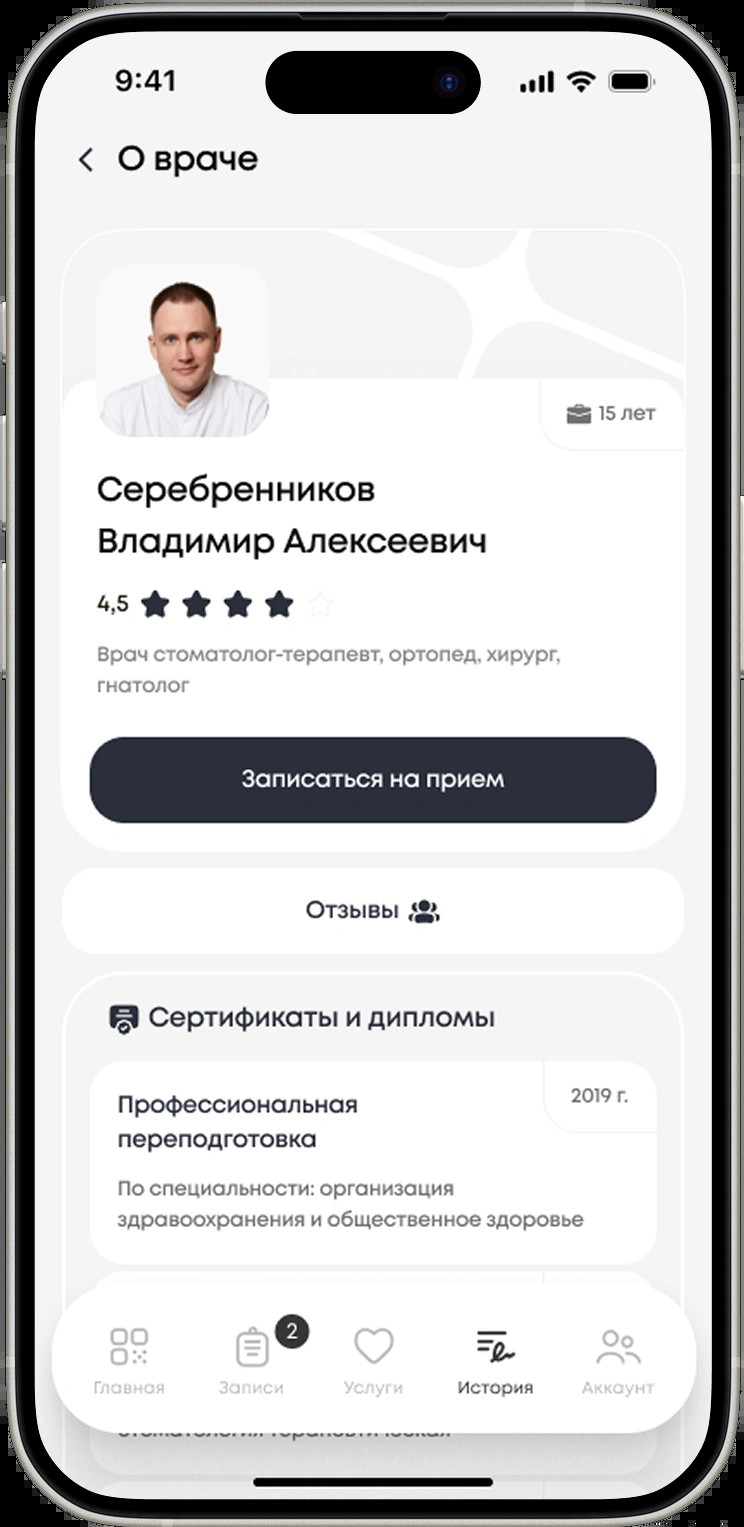 9:41
О враче
15 лет
Серебренников
Владимир Алексеевич
4,5
Врач стоматолог-терапевт, ортопед, хирург,
гнатолог
Записаться на прием
Отзывы
Сертификаты и дипломы
Профессиональная
переподготовка
2019 г.
По специальности: организация
здравоохранения и общественное здоровье
2
Главная
Записи
Услуги
История
Аккаунт